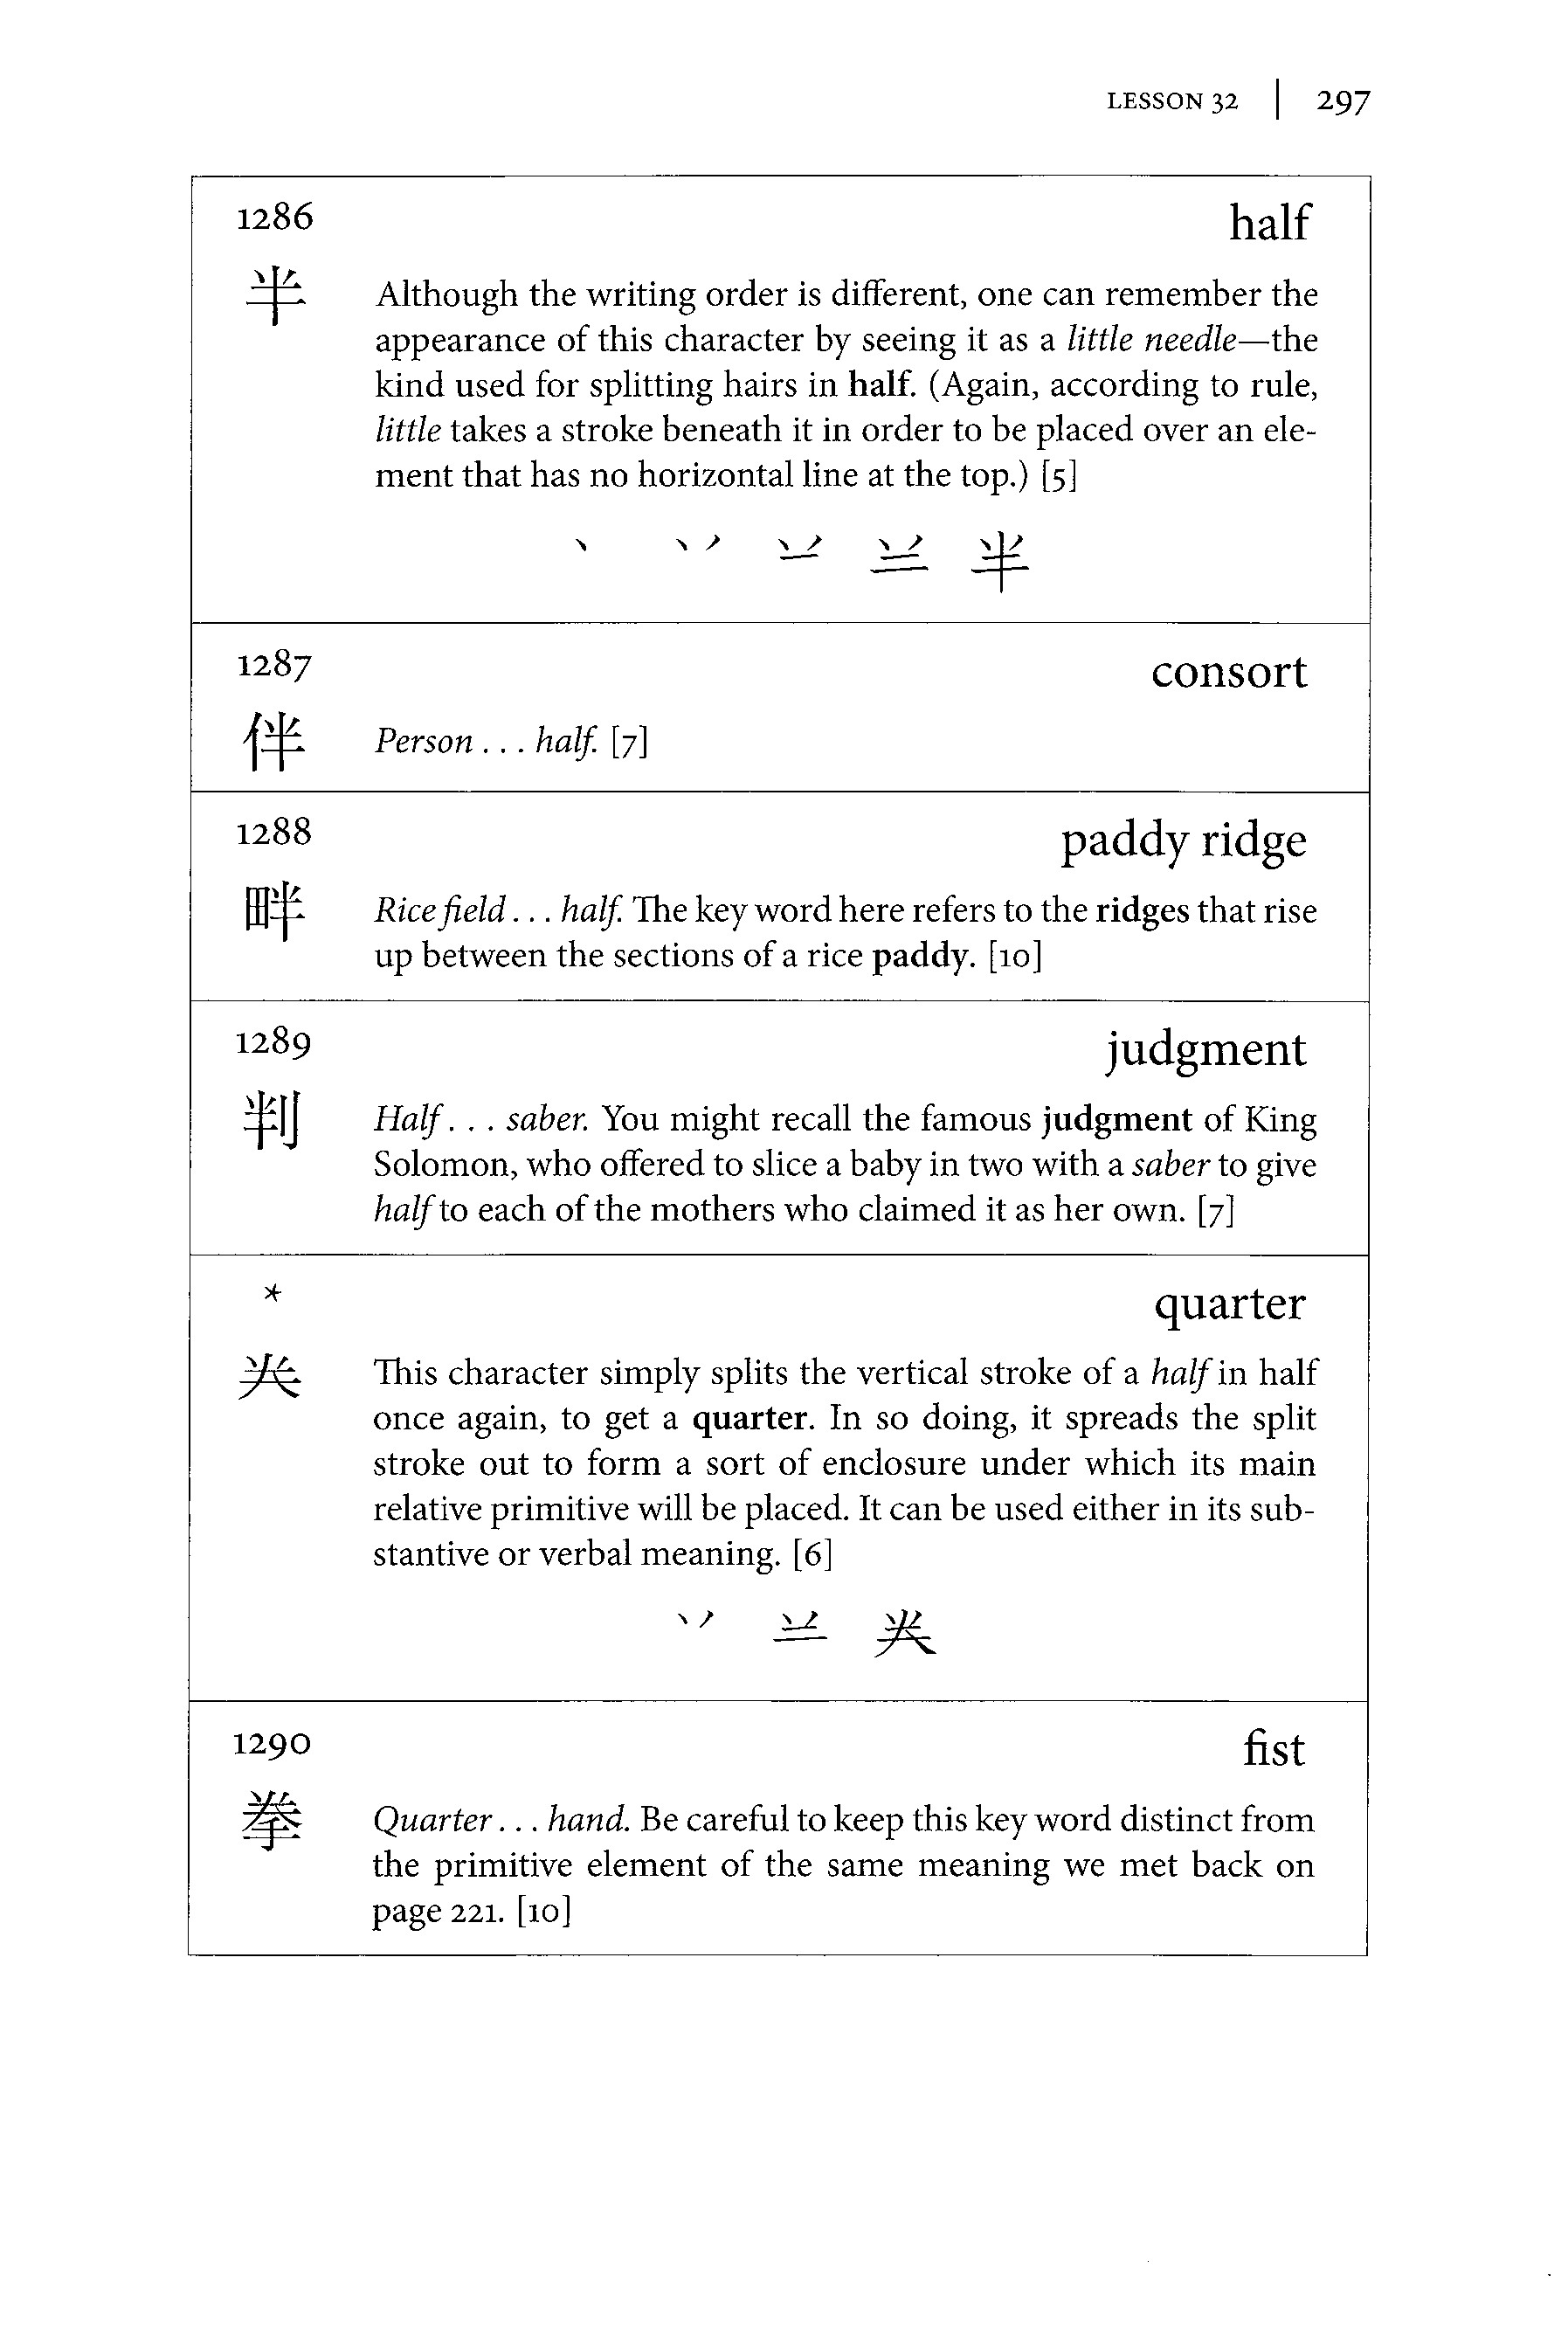 LESSON 32 | 297
1286 half
半 Although the writing order is different, one can remember the
appearance of this character by seeing it as a little needle—the
kind used for splitting hairs in half. (Again, according to rule,
little takes a stroke beneath it in order to be placed over an ele-
ment that has no horizontal line at the top.) [5]
半
1287 consort
伴 Person . . . half. [7]
1288 paddy ridge
畔 Rice field . . . half. The key word here refers to the ridges that rise
up between the sections of a rice paddy. [10]
1289 judgment
判 Half . . . saber. You might recall the famous judgment of King
Solomon, who offered to slice a baby in two with a saber to give
half to each of the mothers who claimed it as her own. [7]
* quarter
龹 This character simply splits the vertical stroke of a half in half
once again, to get a quarter. In so doing, it spreads the split
stroke out to form a sort of enclosure under which its main
relative primitive will be placed. It can be used either in its sub-
stantive or verbal meaning. [6]
龹
1290 fist
拳 Quarter . . . hand. Be careful to keep this key word distinct from
the primitive element of the same meaning we met back on
page 221. [10]